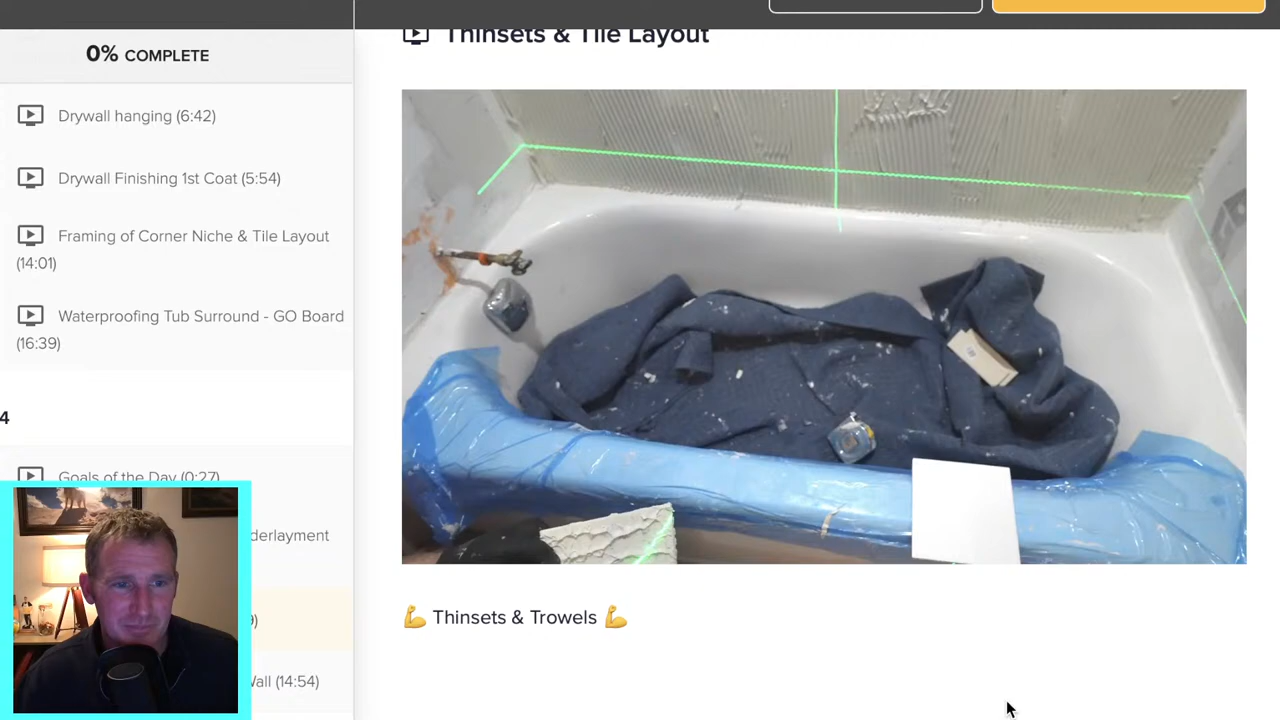 Thinsets & Tile Layout
0% COMPLETE
Drywall hanging (6:42)
Drywall Finishing 1st Coat (5:54)
Framing of Corner Niche & Tile Layout
(14:01)
Waterproofing Tub Surround - GO Board
(16:39)
4
Goals of the Day (0:27)
derlayment
9)
Wall (14:54)
💪 Thinsets & Trowels 💪